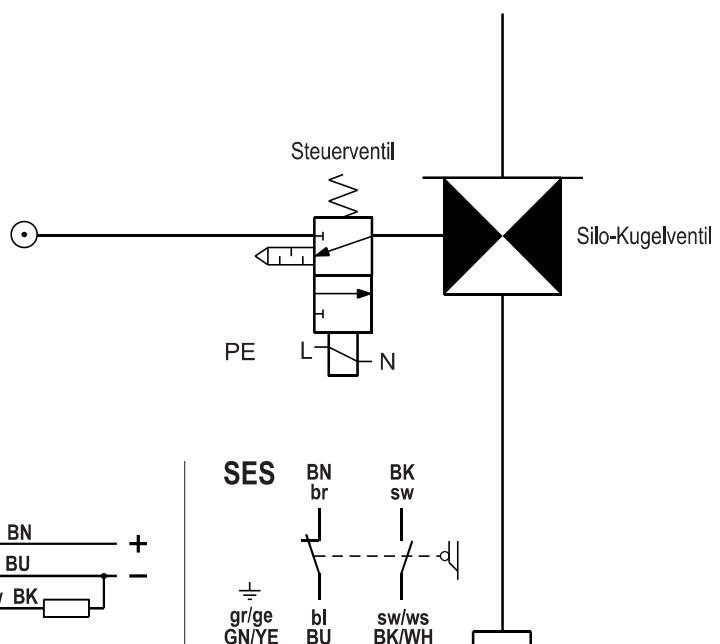 Steuerventil
Silo-Kugelventil
PE L N
SES
BN BK
br sw
BN +
BU −
BK
gr/ge bl sw/ws
GN/YE BU BK/WH